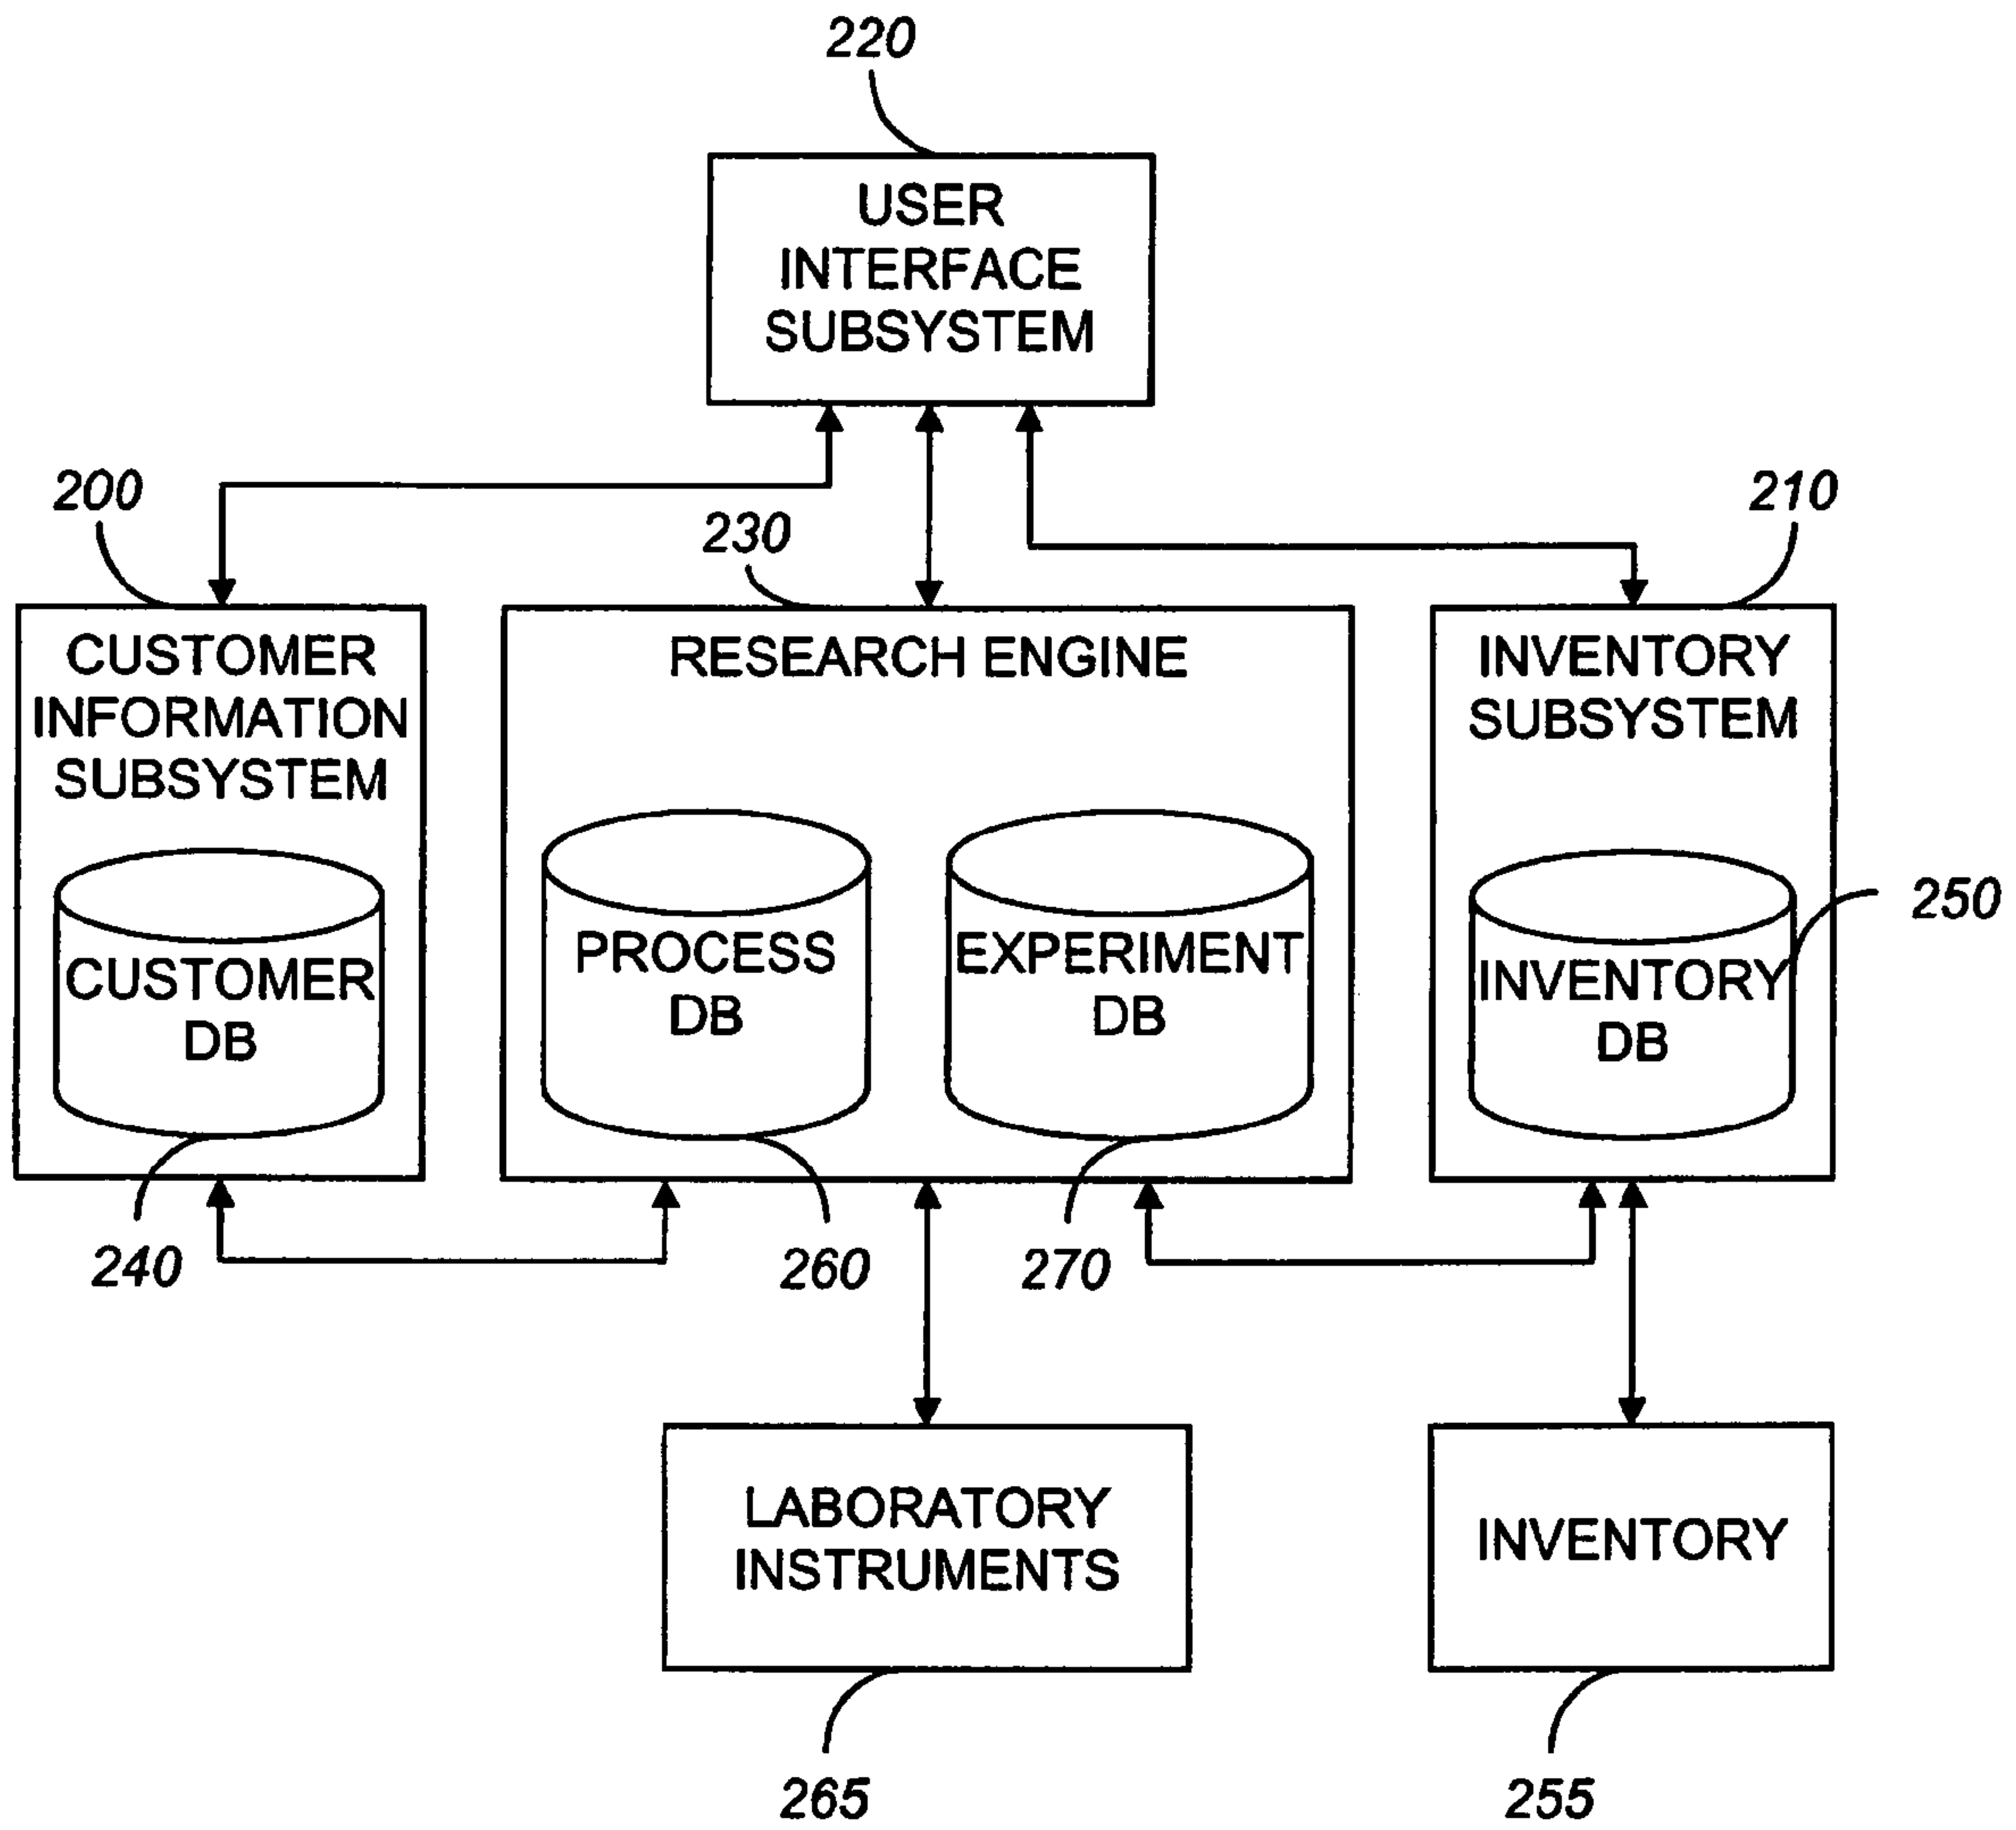 220
USER
INTERFACE
SUBSYSTEM
200
230
210
CUSTOMER
INFORMATION
SUBSYSTEM
RESEARCH ENGINE
INVENTORY
SUBSYSTEM
CUSTOMER
DB
PROCESS
DB
EXPERIMENT
DB
INVENTORY
DB
250
240
260
270
LABORATORY
INSTRUMENTS
INVENTORY
265
255